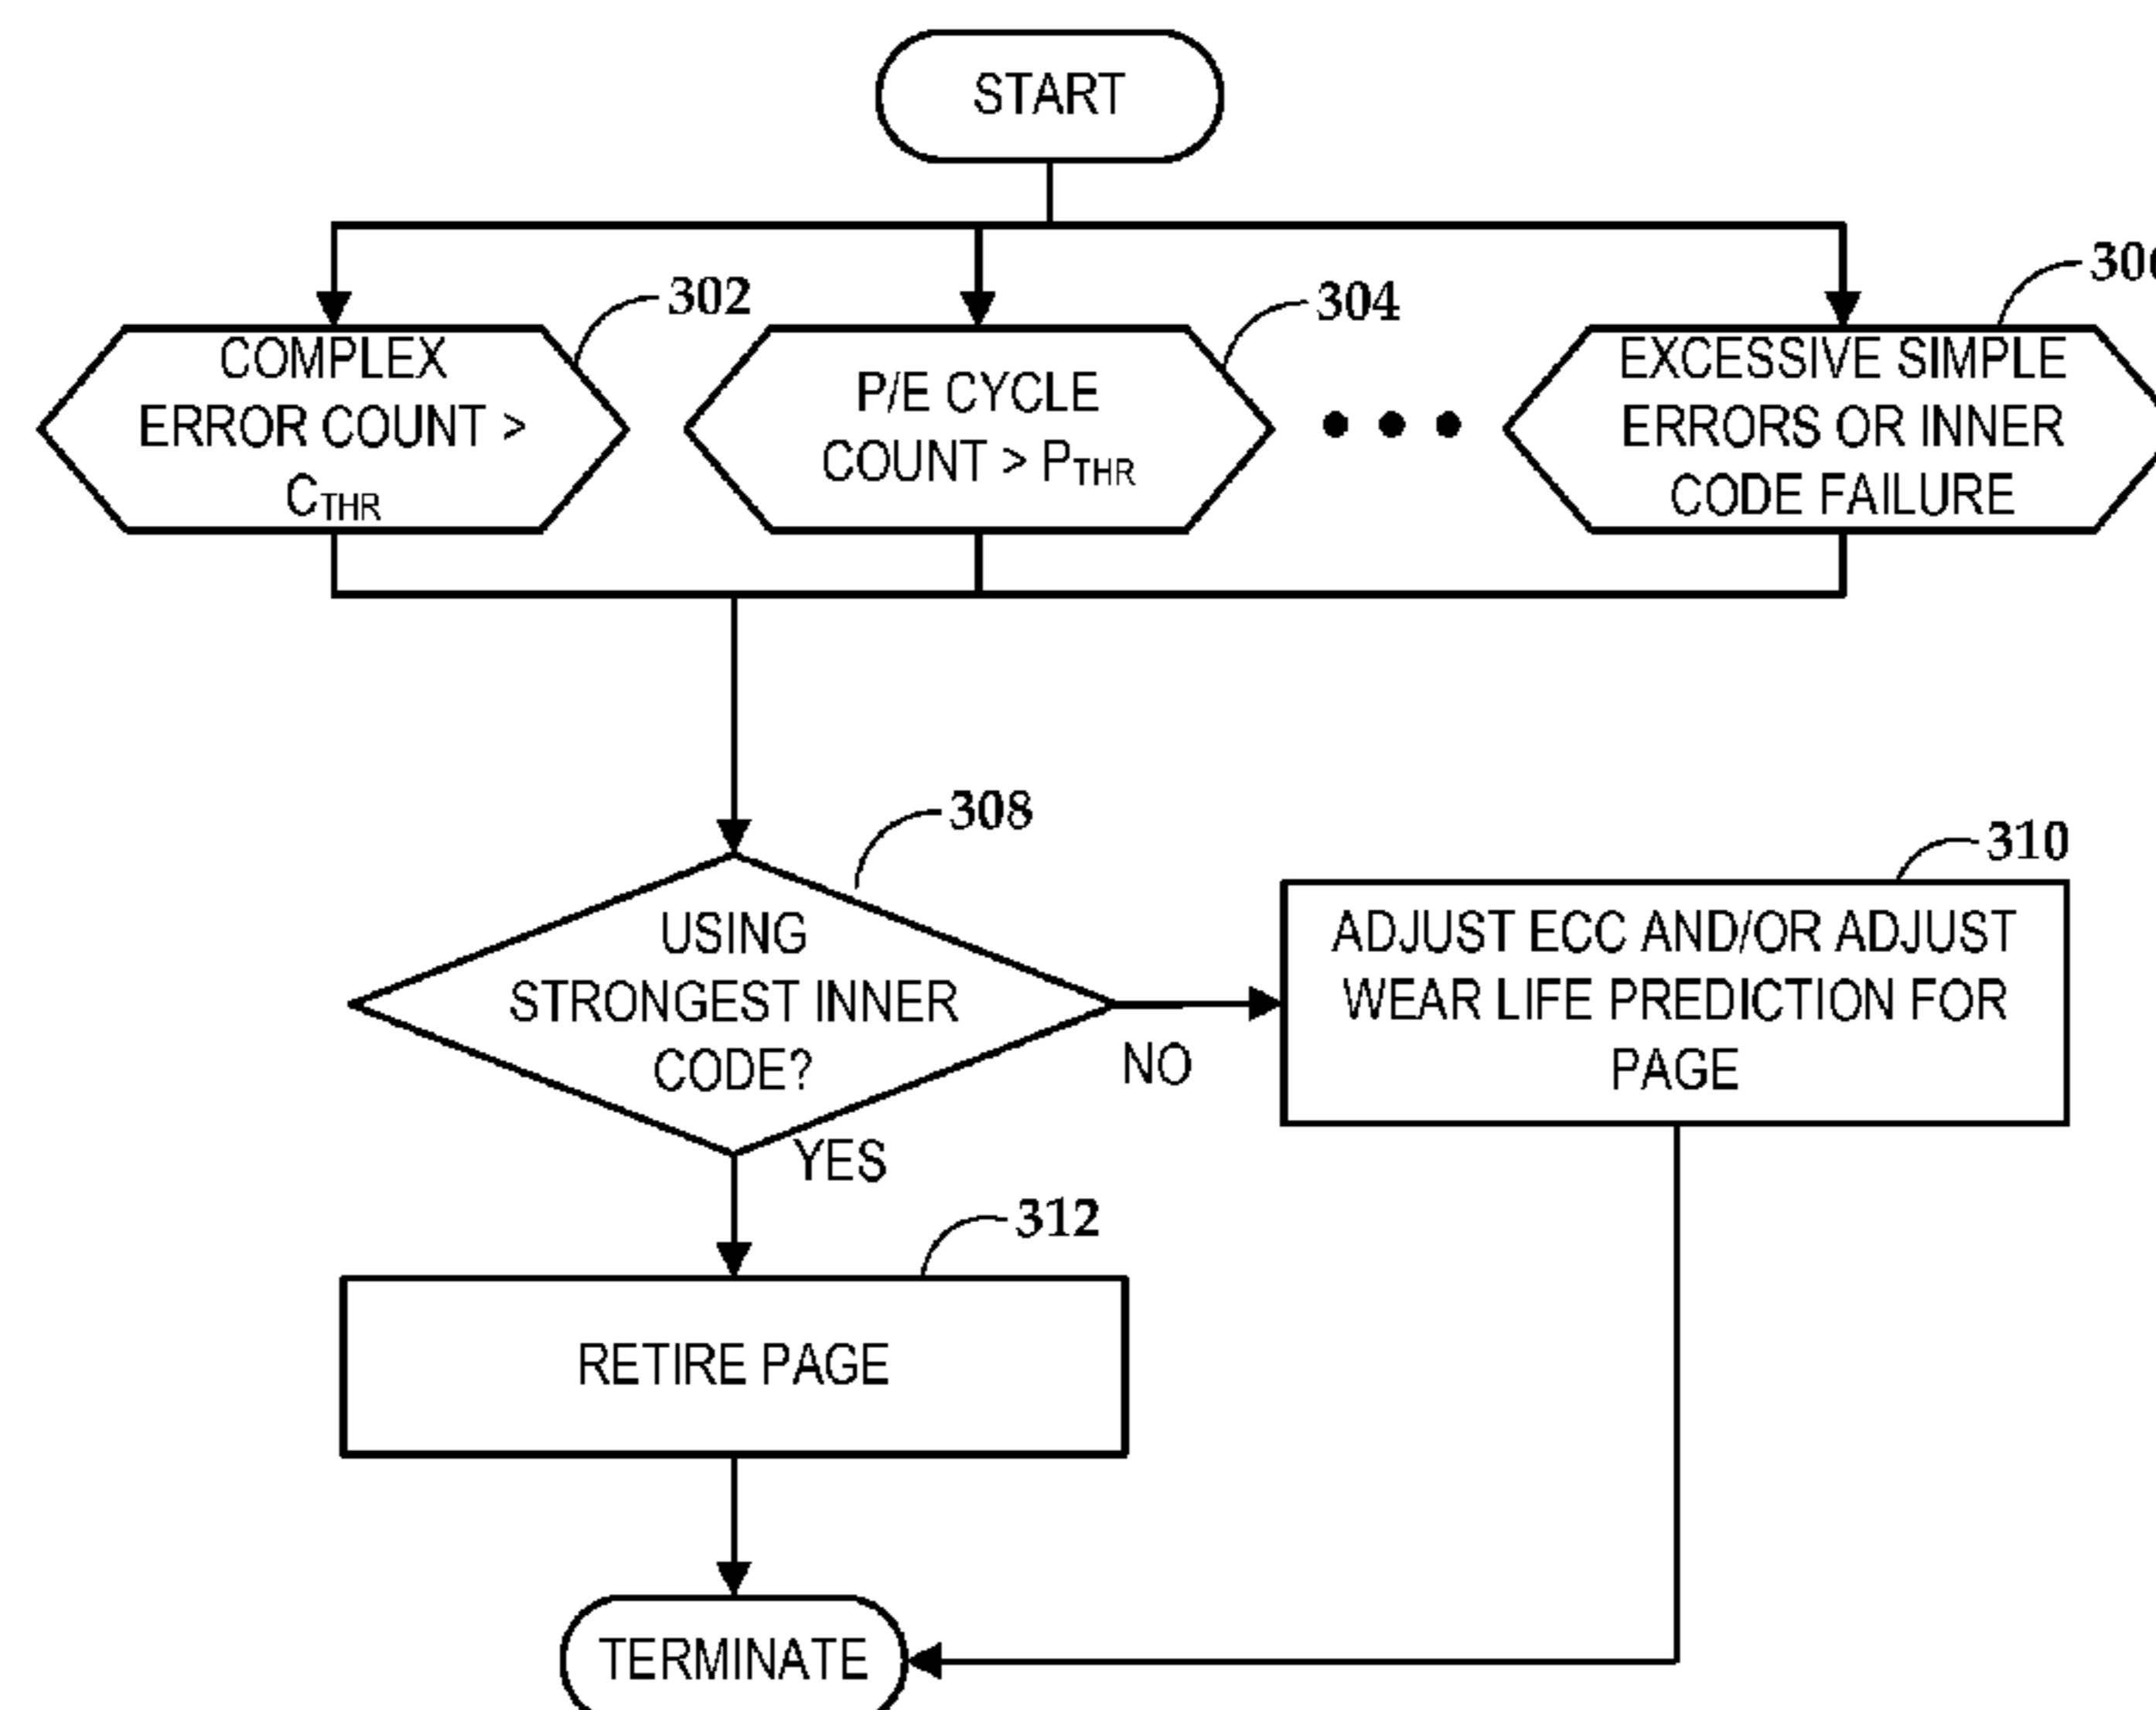 START
302
304
COMPLEX
ERROR COUNT >
CTHR
P/E CYCLE
COUNT > PTHR
EXCESSIVE SIMPLE
ERRORS OR INNER
CODE FAILURE
308
USING
STRONGEST INNER
CODE?
310
ADJUST ECC AND/OR ADJUST
WEAR LIFE PREDICTION FOR
PAGE
NO
YES
312
RETIRE PAGE
TERMINATE